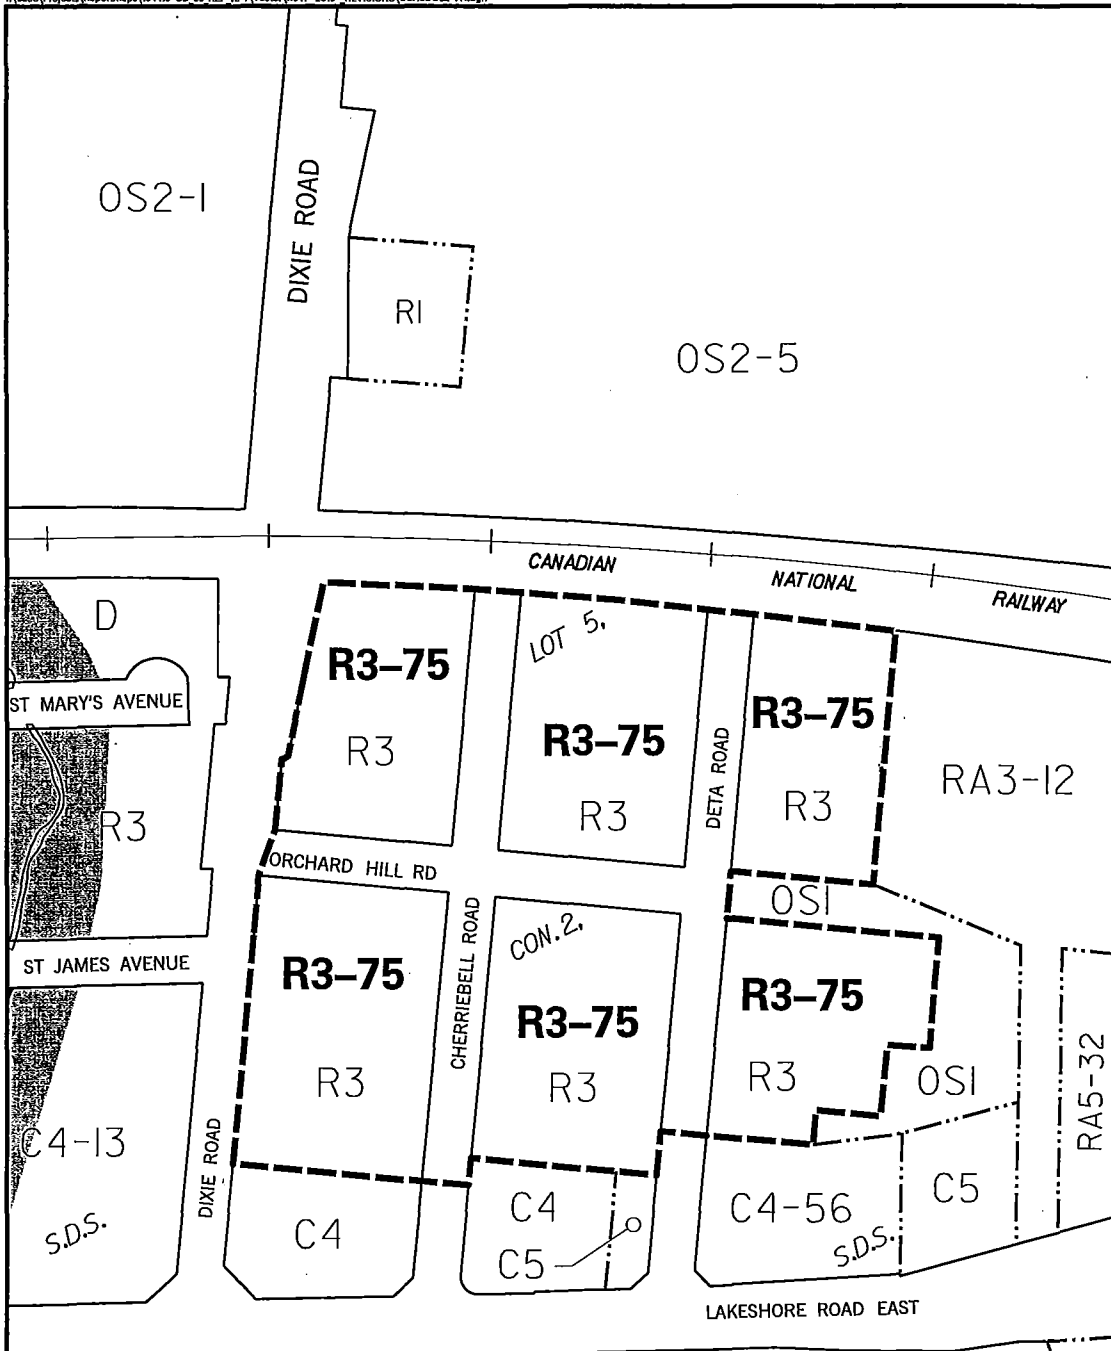 OS2-1
DIXIE ROAD
R1
OS2-5
CANADIAN
NATIONAL
RAILWAY
D
ST MARY'S AVENUE
R3
R3-75
R3
LOT 5,
R3-75
R3
DETA ROAD
R3-75
R3
RA3-12
ORCHARD HILL RD
OS1
ST JAMES AVENUE
R3-75
R3
CHERRIEBELL ROAD
CON.2,
R3-75
R3
R3-75
R3
OS1
RA5-32
C4-13
S.D.S.
DIXIE ROAD
C4
C4
C5
C4-56
S.D.S.
C5
LAKESHORE ROAD EAST